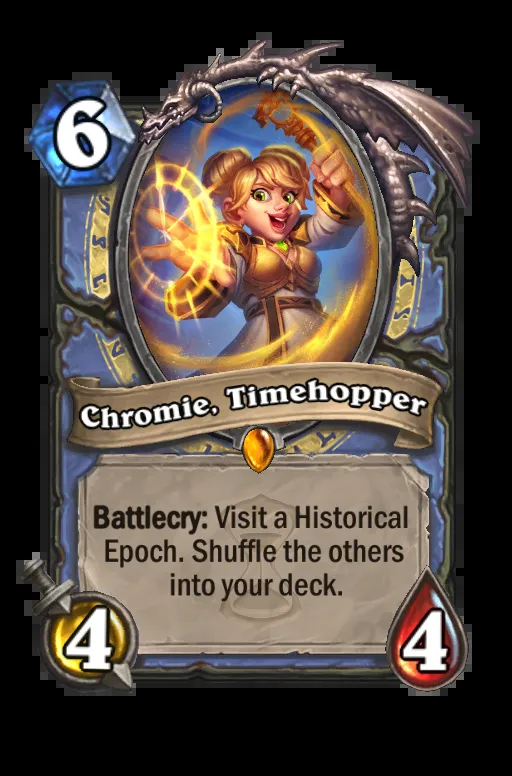 6
Chromie, Timehopper
Battlecry: Visit a Historical
Epoch. Shuffle the others
into your deck.
4
4